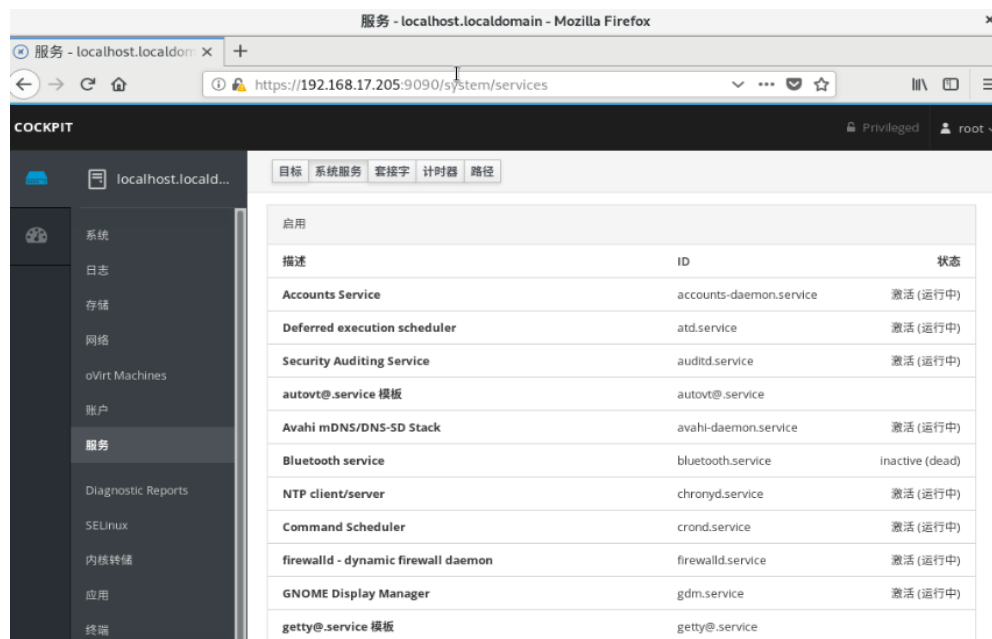 服务 - localhost.localdomain - Mozilla Firefox
服务 - localhost.localdom
https://192.168.17.205:9090/system/services
COCKPIT
Privileged
root
localhost.locald...
目标 系统服务 套接字 计时器 路径
系统
日志
存储
网络
oVirt Machines
账户
服务
Diagnostic Reports
SELinux
内核转储
应用
终端
启用
描述 ID 状态
Accounts Service accounts-daemon.service 激活 (运行中)
Deferred execution scheduler atd.service 激活 (运行中)
Security Auditing Service auditd.service 激活 (运行中)
autovt@.service 模板 autovt@.service
Avahi mDNS/DNS-SD Stack avahi-daemon.service 激活 (运行中)
Bluetooth service bluetooth.service inactive (dead)
NTP client/server chronyd.service 激活 (运行中)
Command Scheduler crond.service 激活 (运行中)
firewalld - dynamic firewall daemon firewalld.service 激活 (运行中)
GNOME Display Manager gdm.service 激活 (运行中)
getty@.service 模板 getty@.service